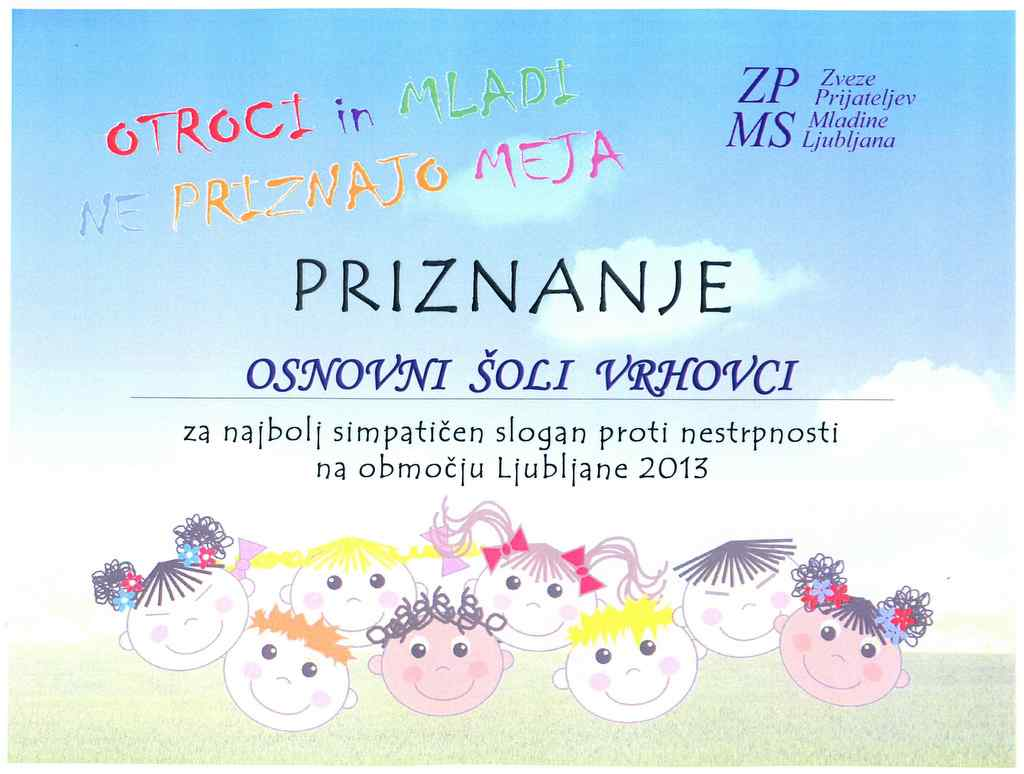 OTROCI in MLADI
NE PRIZNAJO MEJA
ZP
MS
Zveze
Prijateljev
Mladine
Ljubljana
PRIZNANJE
OSNOVNI ŠOLI VRHOVCI
za najbolj simpatičen slogan proti nestrpnosti
na območju Ljubljane 2013